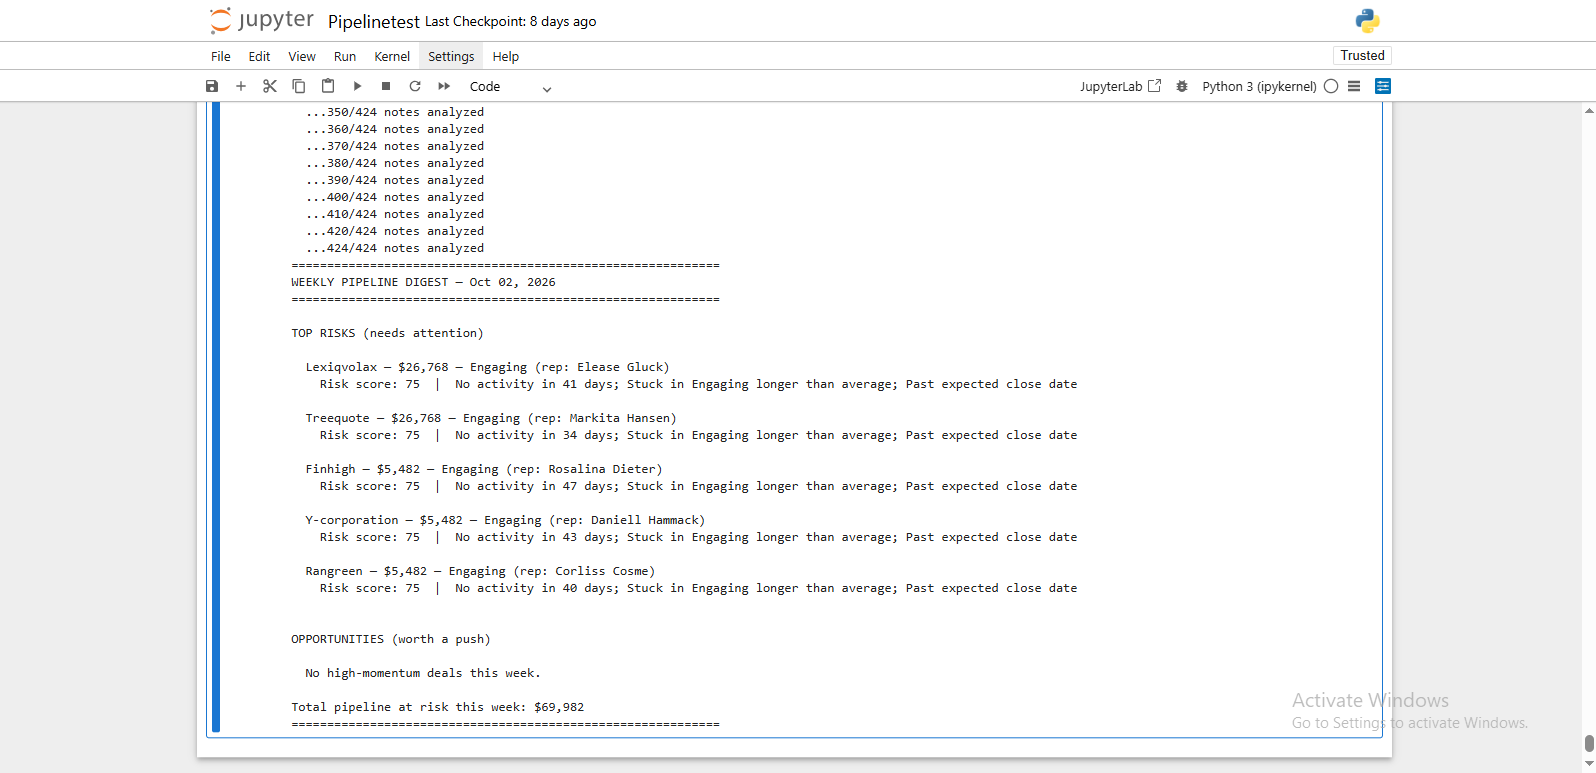 jupyter Pipelinetest Last Checkpoint: 8 days ago
File Edit View Run Kernel Settings Help Trusted
Code JupyterLab Python 3 (ipykernel)
...350/424 notes analyzed
...360/424 notes analyzed
...370/424 notes analyzed
...380/424 notes analyzed
...390/424 notes analyzed
...400/424 notes analyzed
...410/424 notes analyzed
...420/424 notes analyzed
...424/424 notes analyzed
============================================================
WEEKLY PIPELINE DIGEST — Oct 02, 2026
============================================================
TOP RISKS (needs attention)
Lexiqvolax — $26,768 — Engaging (rep: Elease Gluck)
Risk score: 75 | No activity in 41 days; Stuck in Engaging longer than average; Past expected close date
Treequote — $26,768 — Engaging (rep: Markita Hansen)
Risk score: 75 | No activity in 34 days; Stuck in Engaging longer than average; Past expected close date
Finhigh — $5,482 — Engaging (rep: Rosalina Dieter)
Risk score: 75 | No activity in 47 days; Stuck in Engaging longer than average; Past expected close date
Y-corporation — $5,482 — Engaging (rep: Daniell Hammack)
Risk score: 75 | No activity in 43 days; Stuck in Engaging longer than average; Past expected close date
Rangreen — $5,482 — Engaging (rep: Corliss Cosme)
Risk score: 75 | No activity in 40 days; Stuck in Engaging longer than average; Past expected close date
OPPORTUNITIES (worth a push)
No high-momentum deals this week.
Total pipeline at risk this week: $69,982
============================================================
Activate Windows
Go to Settings to activate Windows.